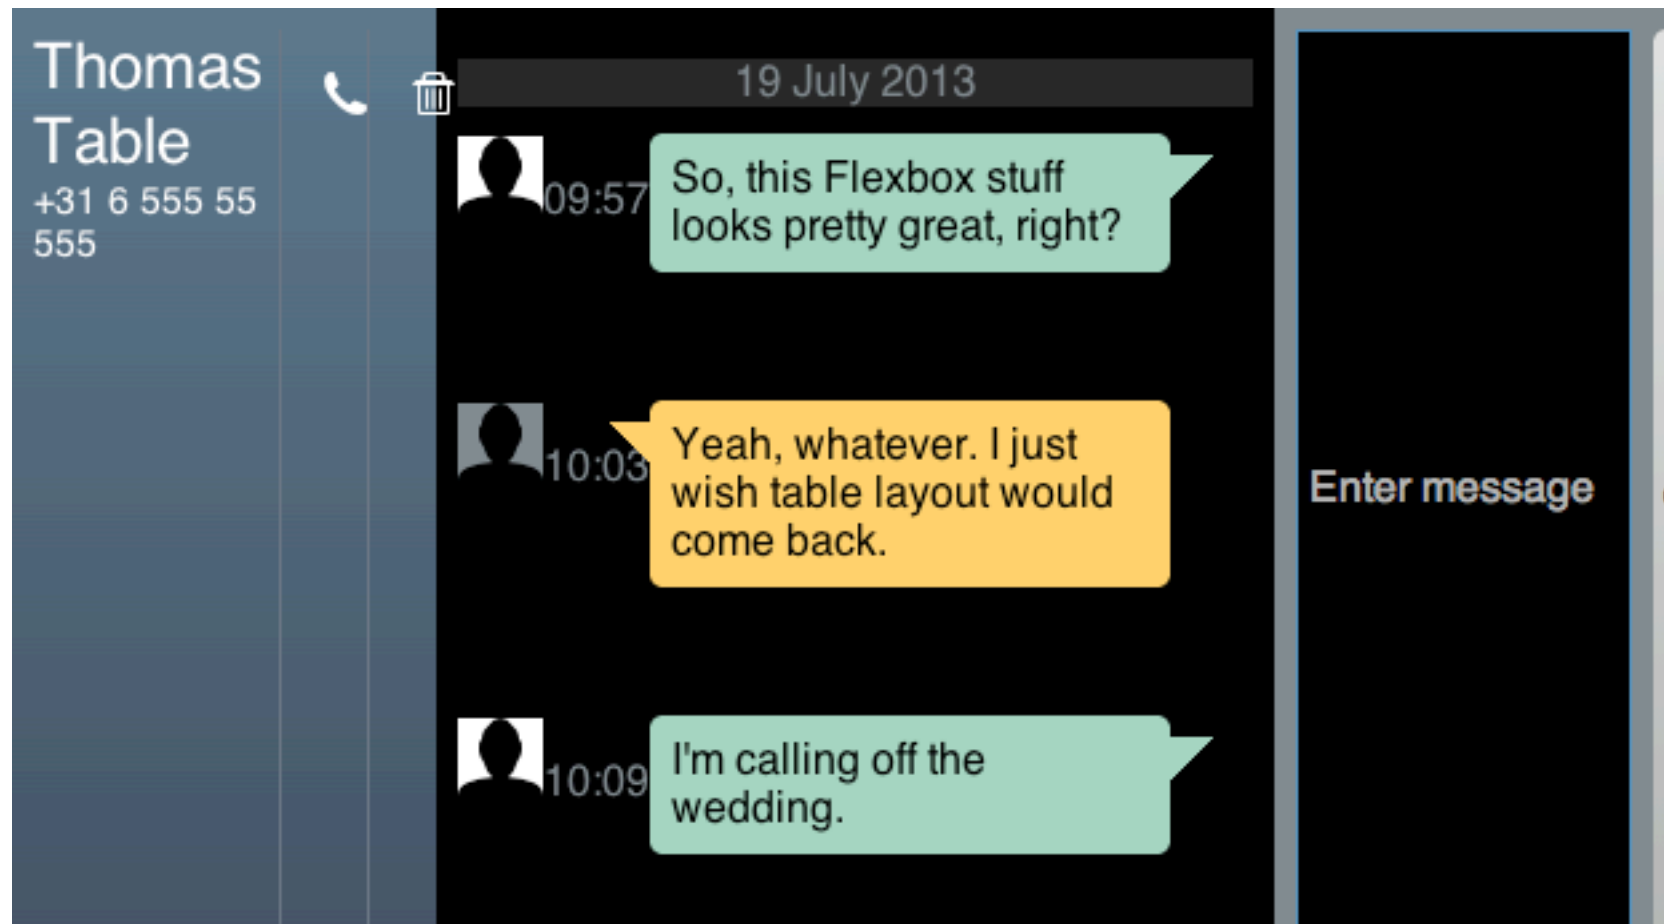 Thomas
Table
+31 6 555 55
555
19 July 2013
09:57
So, this Flexbox stuff
looks pretty great, right?
10:03
Yeah, whatever. I just
wish table layout would
come back.
10:09
I'm calling off the
wedding.
Enter message